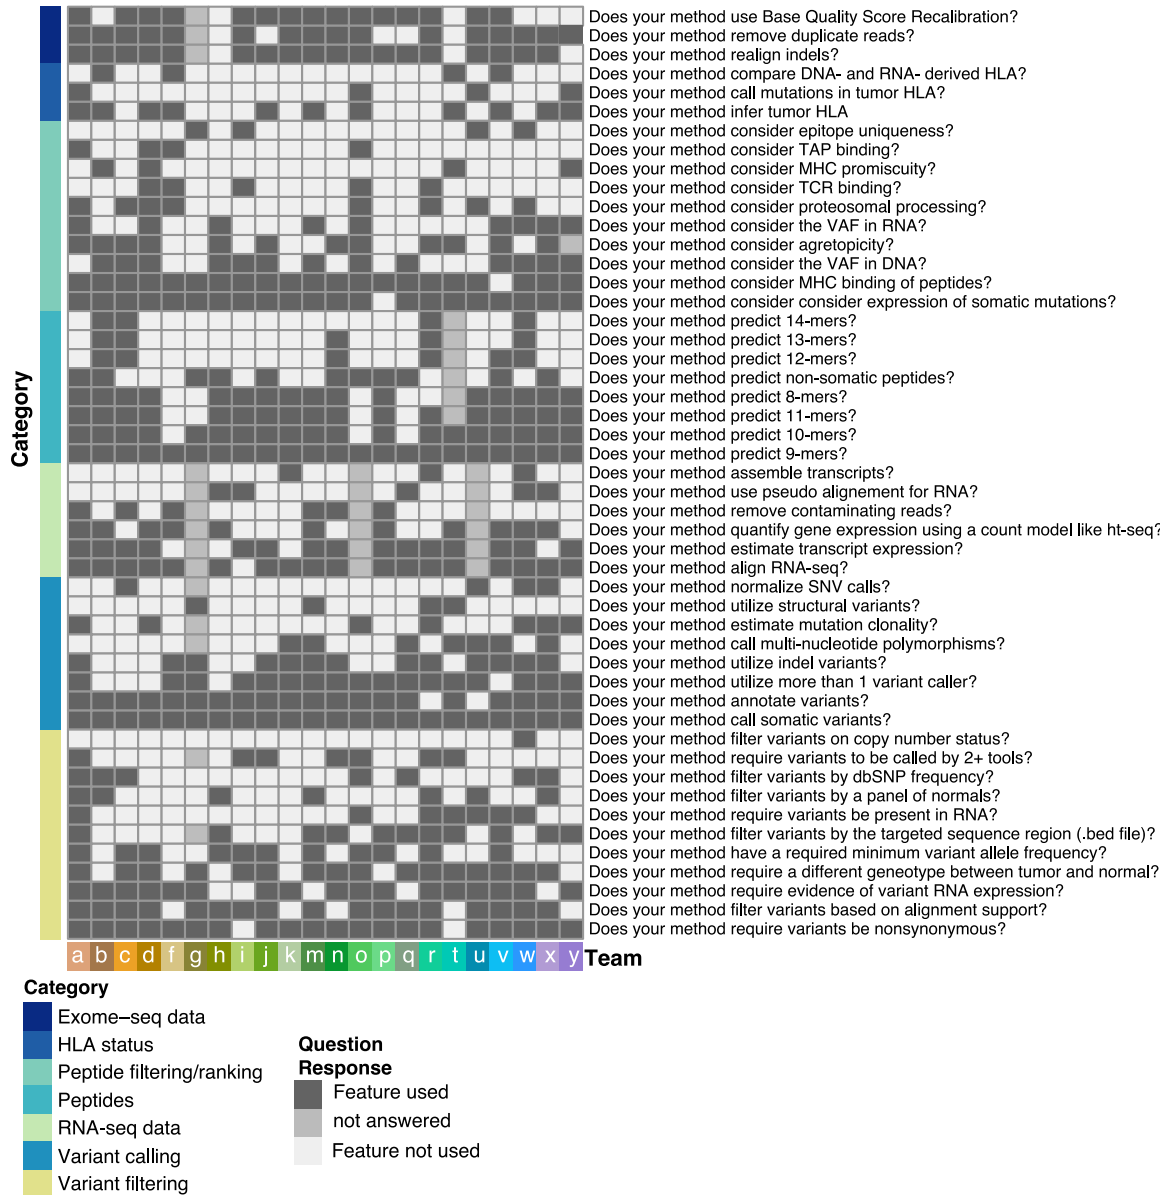 Does your method use Base Quality Score Recalibration?
Does your method remove duplicate reads?
Does your method realign indels?
Does your method compare DNA- and RNA- derived HLA?
Does your method call mutations in tumor HLA?
Does your method infer tumor HLA
Does your method consider epitope uniqueness?
Does your method consider TAP binding?
Does your method consider MHC promiscuity?
Does your method consider TCR binding?
Does your method consider proteosomal processing?
Does your method consider the VAF in RNA?
Does your method consider agretopicity?
Does your method consider the VAF in DNA?
Does your method consider MHC binding of peptides?
Does your method consider consider expression of somatic mutations?
Does your method predict 14-mers?
Does your method predict 13-mers?
Does your method predict 12-mers?
Does your method predict non-somatic peptides?
Does your method predict 8-mers?
Does your method predict 11-mers?
Does your method predict 10-mers?
Does your method predict 9-mers?
Does your method assemble transcripts?
Does your method use pseudo alignement for RNA?
Does your method remove contaminating reads?
Does your method quantify gene expression using a count model like ht-seq?
Does your method estimate transcript expression?
Does your method align RNA-seq?
Does your method normalize SNV calls?
Does your method utilize structural variants?
Does your method estimate mutation clonality?
Does your method call multi-nucleotide polymorphisms?
Does your method utilize indel variants?
Does your method utilize more than 1 variant caller?
Does your method annotate variants?
Does your method call somatic variants?
Does your method filter variants on copy number status?
Does your method require variants to be called by 2+ tools?
Does your method filter variants by dbSNP frequency?
Does your method filter variants by a panel of normals?
Does your method require variants be present in RNA?
Does your method filter variants by the targeted sequence region (.bed file)?
Does your method have a required minimum variant allele frequency?
Does your method require a different geneotype between tumor and normal?
Does your method require evidence of variant RNA expression?
Does your method filter variants based on alignment support?
Does your method require variants be nonsynonymous?
Category
a b c d f g h i j k m n o p q r t u v w x y Team
Category
Exome–seq data
HLA status
Peptide filtering/ranking
Peptides
RNA-seq data
Variant calling
Variant filtering
Question
Response
Feature used
not answered
Feature not used